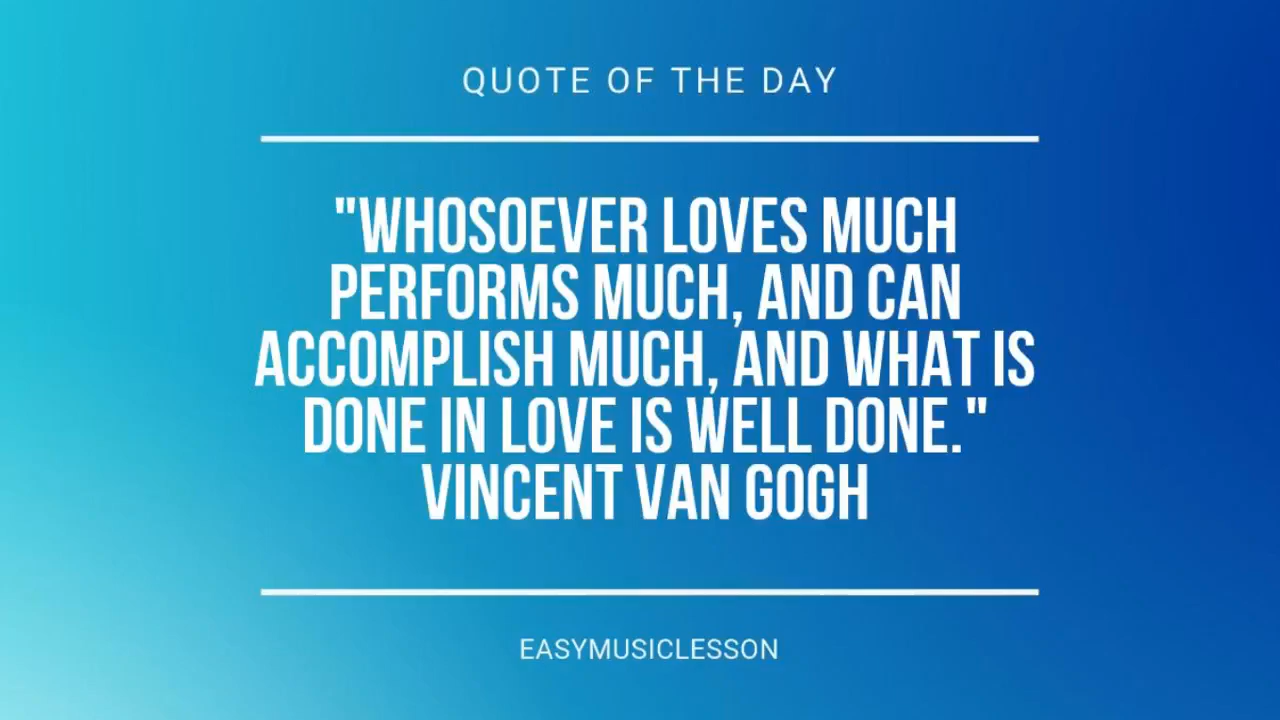 QUOTE OF THE DAY
"WHOSOEVER LOVES MUCH
PERFORMS MUCH, AND CAN
ACCOMPLISH MUCH, AND WHAT IS
DONE IN LOVE IS WELL DONE."
VINCENT VAN GOGH
EASYMUSICLESSON